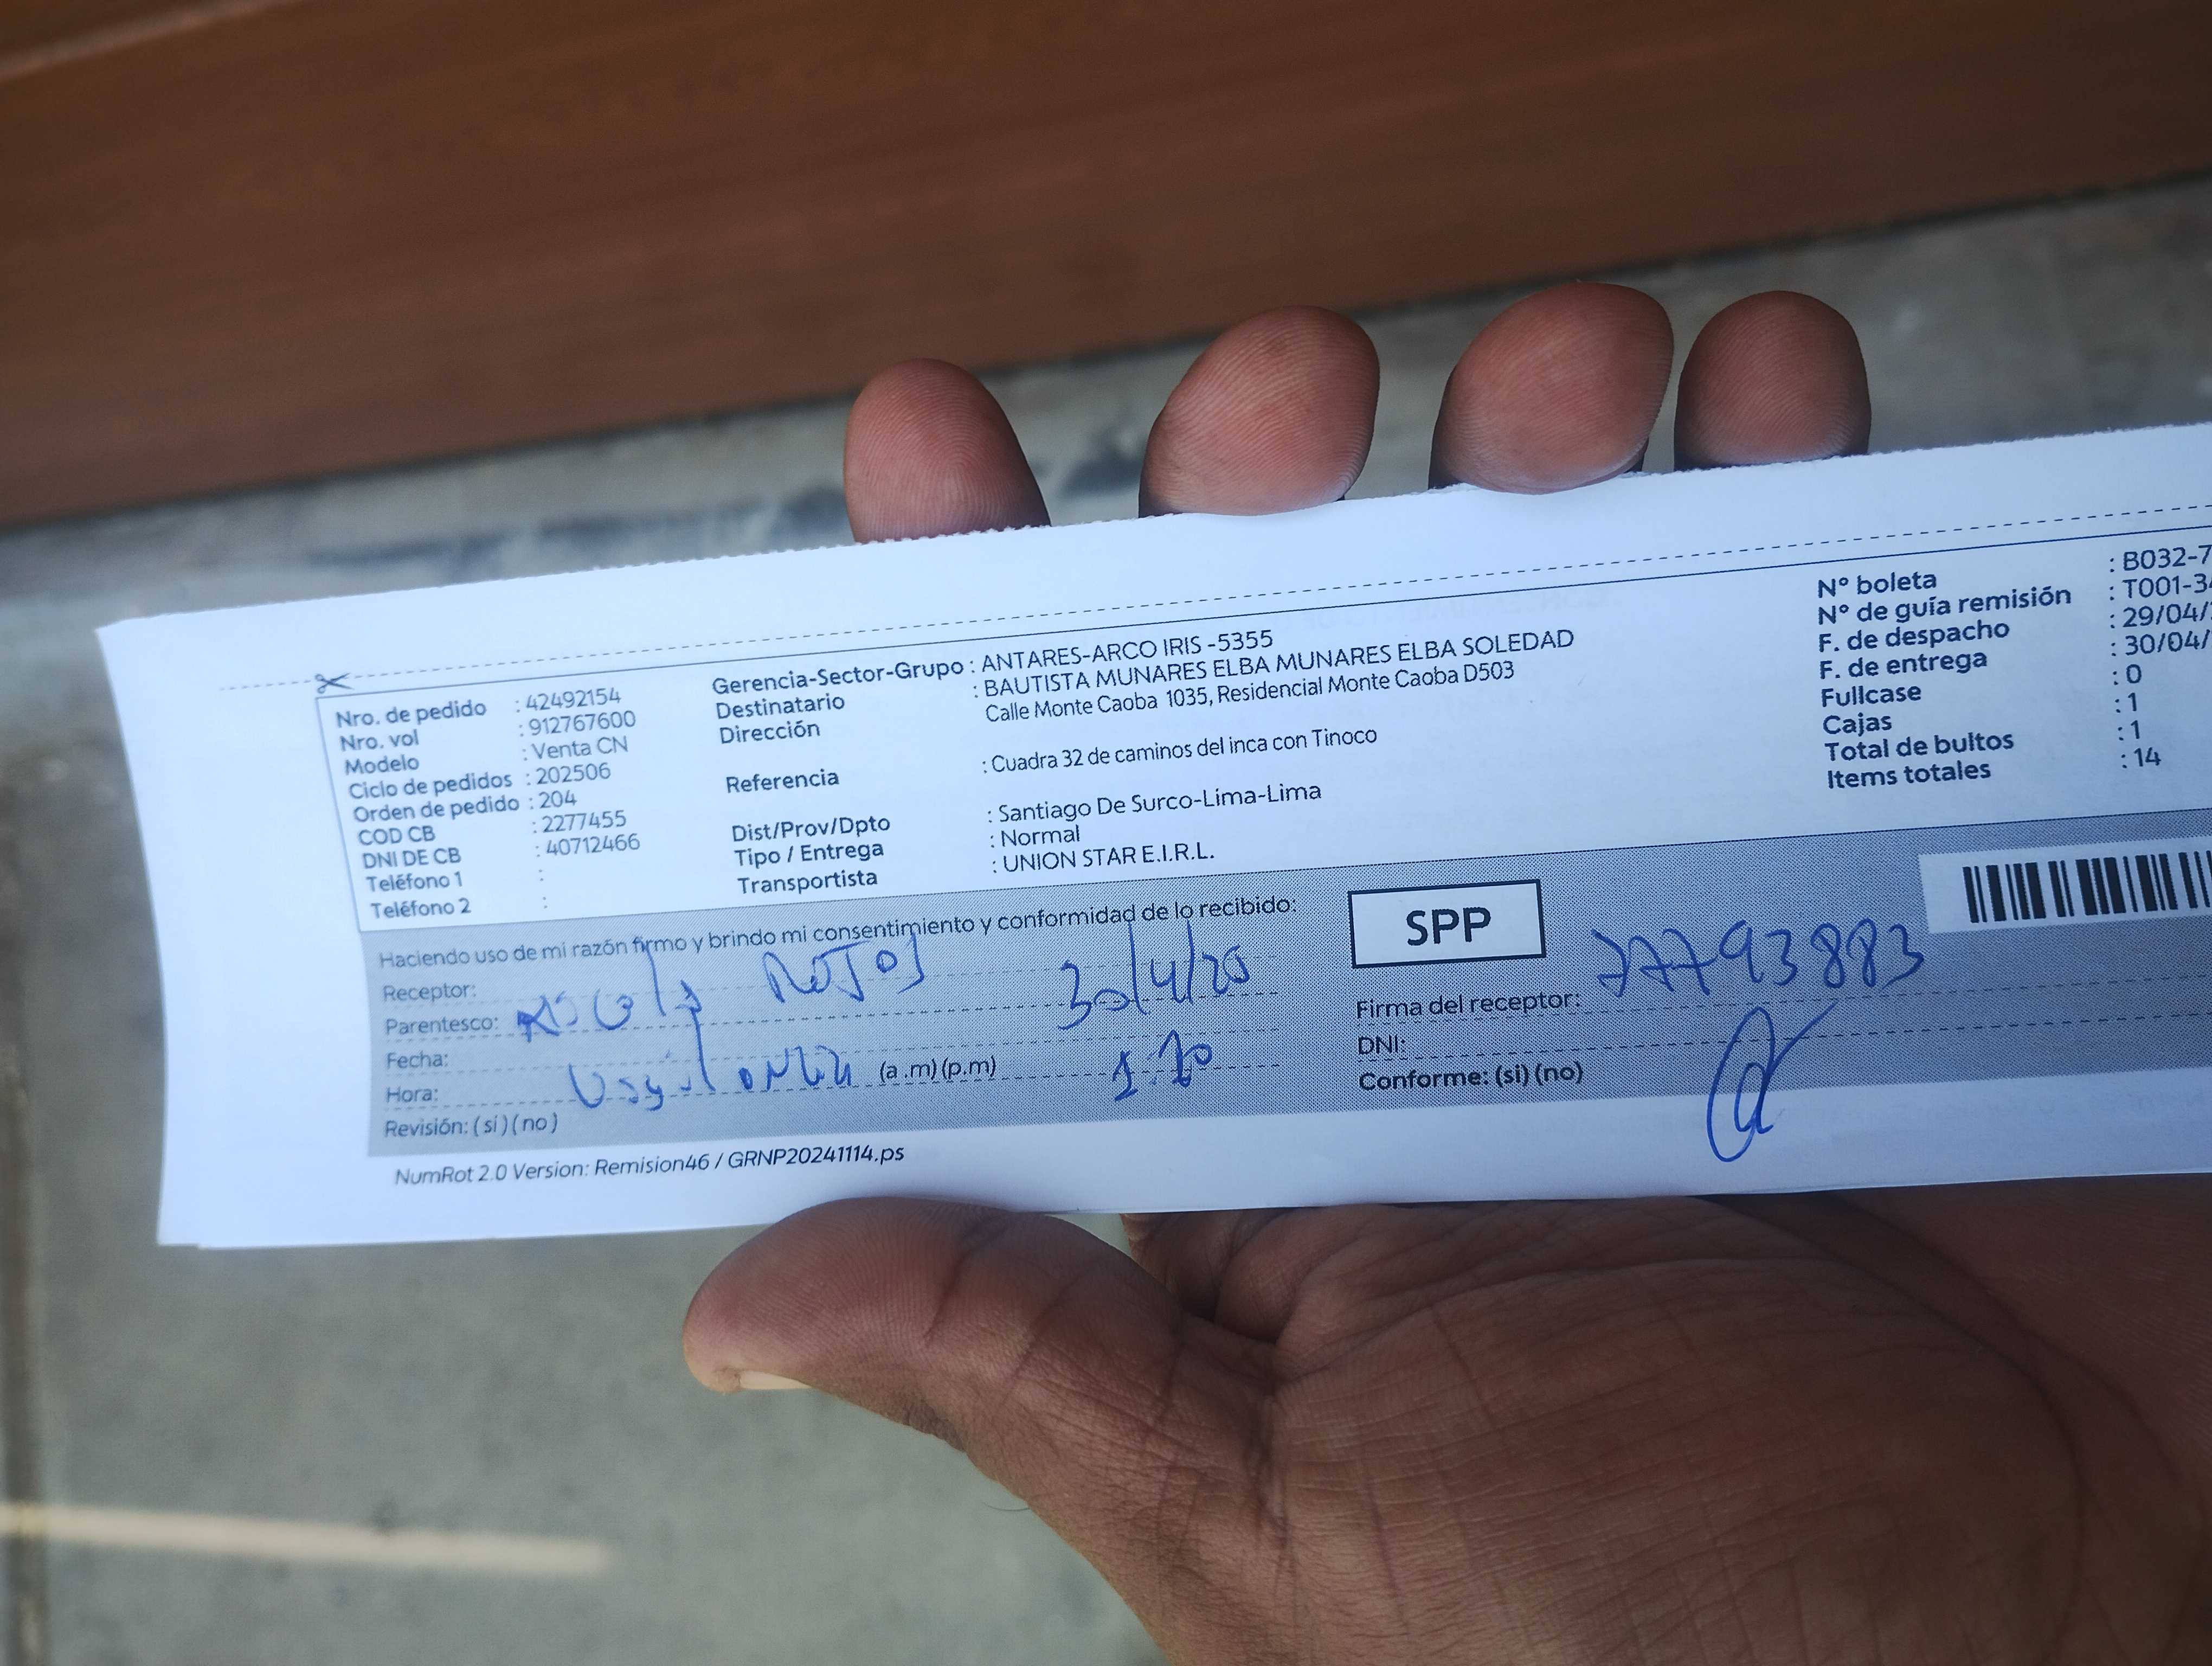 Nro. de pedido : 42492154
Nro. vol : 912767600
Modelo : Venta CN
Ciclo de pedidos : 202506
Orden de pedido : 204
COD CB : 2277455
DNI DE CB : 40712466
Teléfono 1 :
Teléfono 2 :
Gerencia-Sector-Grupo : ANTARES-ARCO IRIS -5355
Destinatario : BAUTISTA MUNARES ELBA MUNARES ELBA SOLEDAD
Dirección Calle Monte Caoba 1035, Residencial Monte Caoba D503
Referencia : Cuadra 32 de caminos del inca con Tinoco
Dist/Prov/Dpto : Santiago De Surco-Lima-Lima
Tipo / Entrega : Normal
Transportista : UNION STAR E.I.R.L.
N° boleta : B032-7
N° de guía remisión : T001-3
F. de despacho : 29/04/
F. de entrega : 30/04/
Fullcase : 0
Cajas : 1
Total de bultos : 1
Items totales : 14
Haciendo uso de mi razón firmo y brindo mi consentimiento y conformidad de lo recibido:
Receptor:
Parentesco: 30/4/25
Fecha:
Hora: (a .m) (p.m)
Revisión: ( si ) ( no )
SPP
77793883
Firma del receptor:
DNI:
Conforme: (si) (no)
NumRot 2.0 Version: Remision46 / GRNP20241114.ps